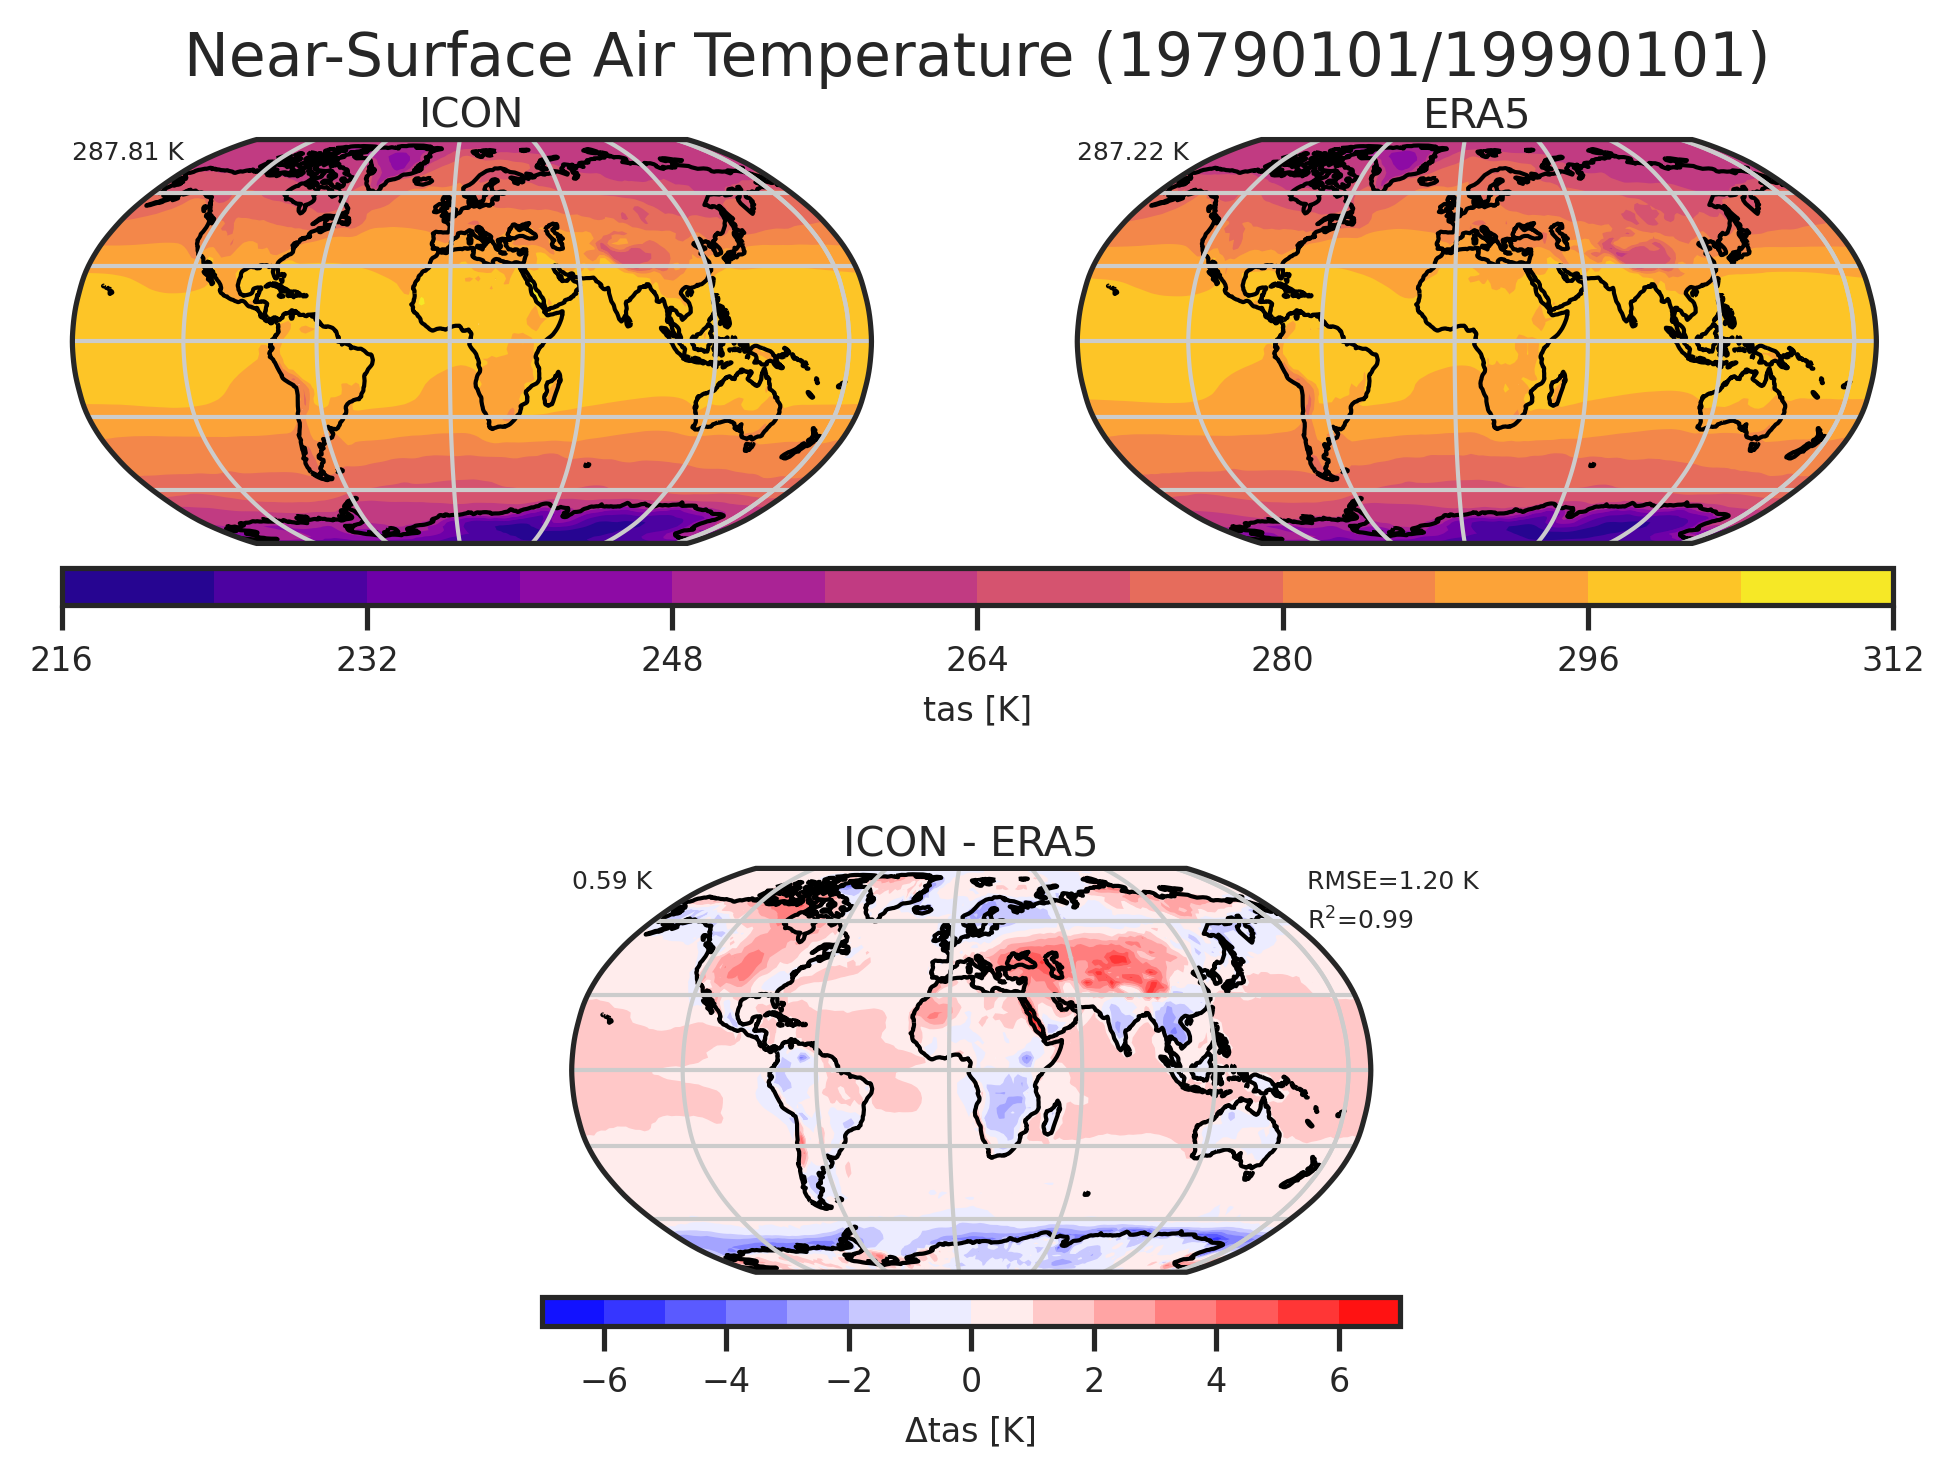 Near-Surface Air Temperature (19790101/19990101)
ICON
ERA5
287.81 K
287.22 K
216 232 248 264 280 296 312
tas [K]
ICON - ERA5
0.59 K
RMSE=1.20 K
R²=0.99
−6 −4 −2 0 2 4 6
Δtas [K]